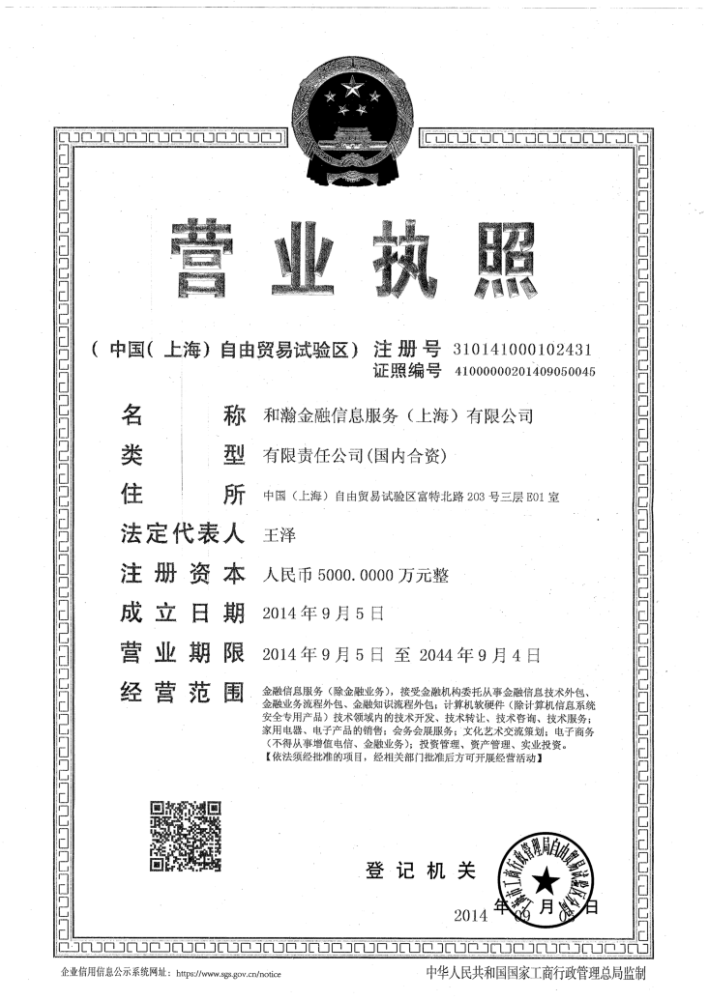 营业执照
(中国(上海)自由贸易试验区) 注册号 310141000102431
证照编号 41000000201409050045
名称 和瀚金融信息服务（上海）有限公司
类型 有限责任公司(国内合资)
住所 中国（上海）自由贸易试验区富特北路 203 号三层 E01 室
法定代表人 王泽
注册资本 人民币 5000.0000 万元整
成立日期 2014 年 9 月 5 日
营业期限 2014 年 9 月 5 日 至 2044 年 9 月 4 日
经营范围 金融信息服务（除金融业务），接受金融机构委托从事金融信息技术外包、
金融业务流程外包、金融知识流程外包；计算机软硬件（除计算机信息系统
安全专用产品）技术领域内的技术开发、技术转让、技术咨询、技术服务；
家用电器、电子产品的销售；会务会展服务；文化艺术交流策划；电子商务
（不得从事增值电信、金融业务）；投资管理、资产管理、实业投资。
【依法须经批准的项目，经相关部门批准后方可开展经营活动】
登记机关
2014 年 09 月 日
企业信用信息公示系统网址： https://www.sgs.gov.cn/notice
中华人民共和国国家工商行政管理总局监制